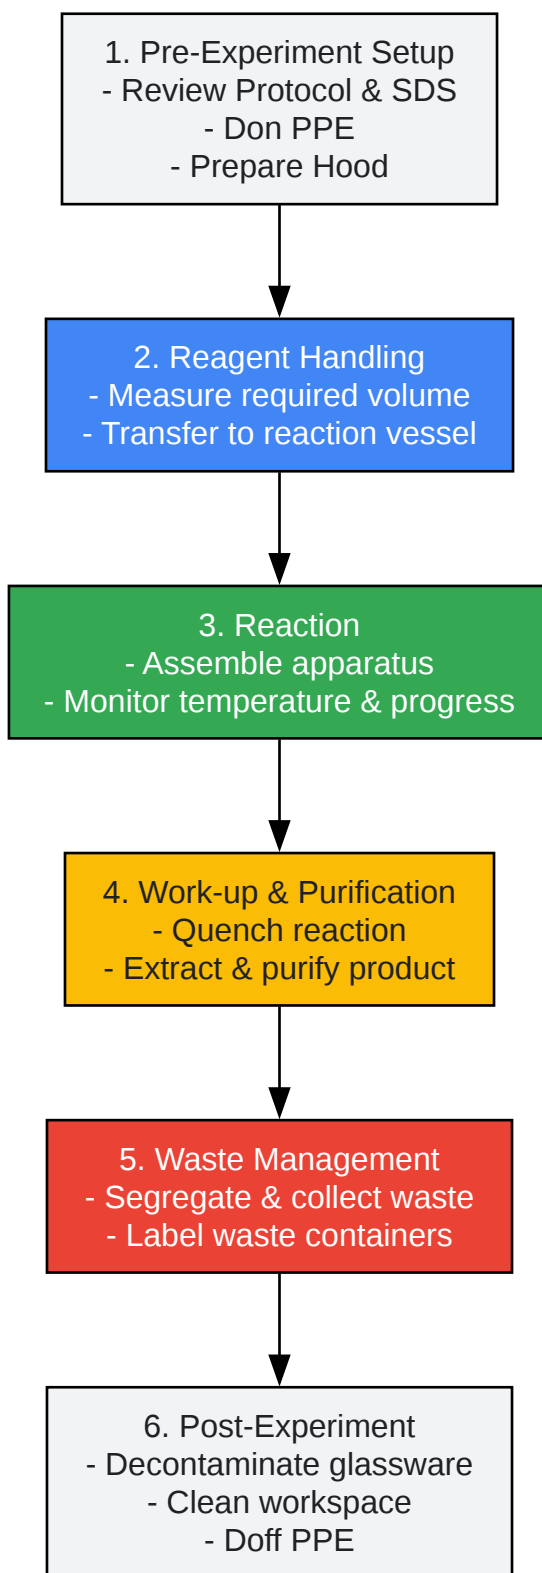 1. Pre-Experiment Setup
- Review Protocol & SDS
- Don PPE
- Prepare Hood
2. Reagent Handling
- Measure required volume
- Transfer to reaction vessel
3. Reaction
- Assemble apparatus
- Monitor temperature & progress
4. Work-up & Purification
- Quench reaction
- Extract & purify product
5. Waste Management
- Segregate & collect waste
- Label waste containers
6. Post-Experiment
- Decontaminate glassware
- Clean workspace
- Doff PPE